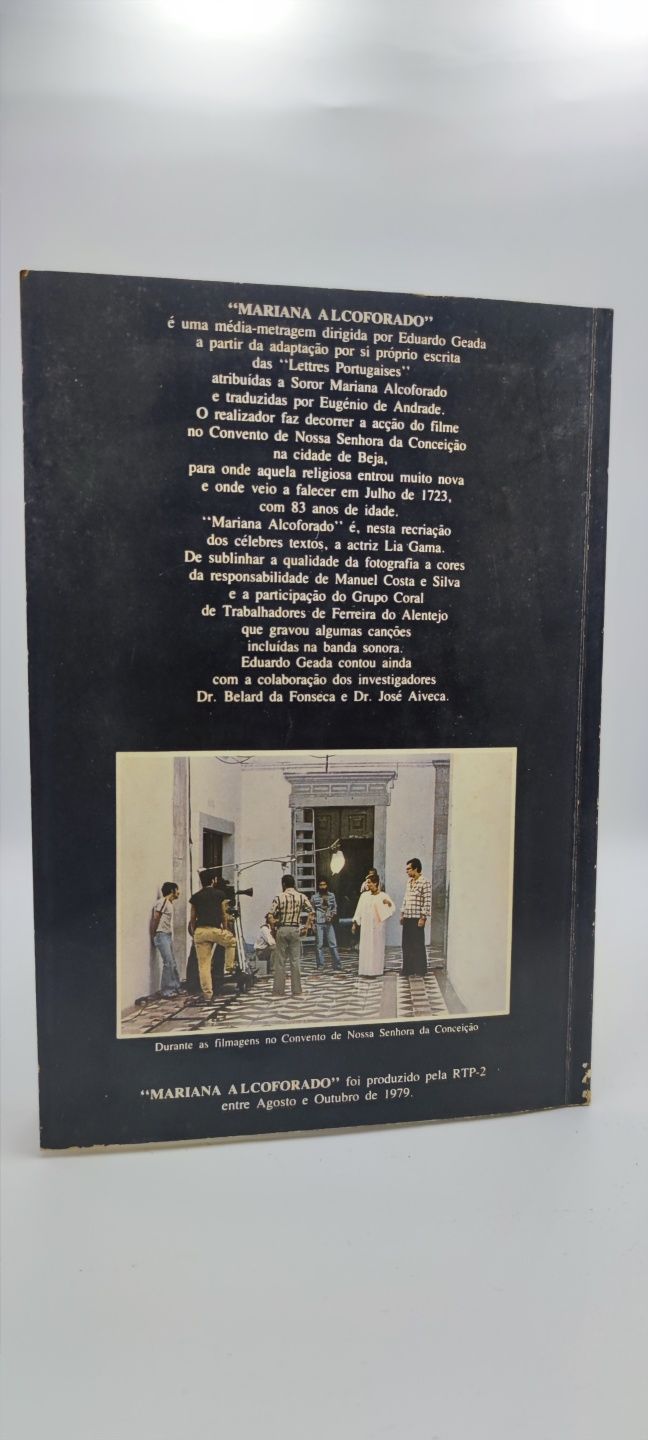 “MARIANA ALCOFORADO”
é uma média-metragem dirigida por Eduardo Geada
a partir da adaptação por si próprio escrita
das “Lettres Portugaises”
atribuídas a Soror Mariana Alcoforado
e traduzidas por Eugénio de Andrade.
O realizador faz decorrer a acção do filme
no Convento de Nossa Senhora da Conceição
na cidade de Beja,
para onde aquela religiosa entrou muito nova
e onde veio a falecer em Julho de 1723,
com 83 anos de idade.
“Mariana Alcoforado” é, nesta recriação
dos célebres textos, a actriz Lia Gama.
De sublinhar a qualidade da fotografia a cores
da responsabilidade de Manuel Costa e Silva
e a participação do Grupo Coral
de Trabalhadores de Ferreira do Alentejo
que gravou algumas canções
incluídas na banda sonora.
Eduardo Geada contou ainda
com a colaboração dos investigadores
Dr. Belard da Fonseca e Dr. José Aiveca.
Durante as filmagens no Convento de Nossa Senhora da Conceição
“MARIANA ALCOFORADO” foi produzido pela RTP-2
entre Agosto e Outubro de 1979.